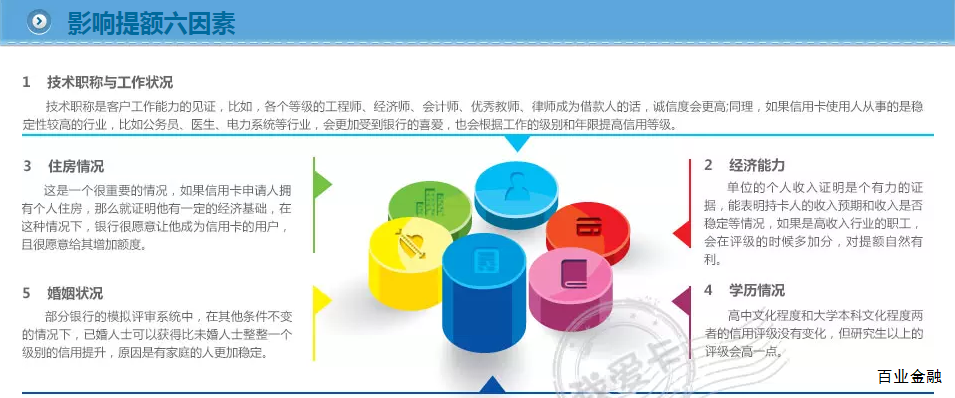 影响提额六因素
1 技术职称与工作状况
技术职称是客户工作能力的见证，比如，各个等级的工程师、经济师、会计师、优秀教师、律师成为借款人的话，诚信度会更高;同理，如果信用卡使用人从事的是稳
定性较高的行业，比如公务员、医生、电力系统等行业，会更加受到银行的喜爱，也会根据工作的级别和年限提高信用等级。
2 经济能力
单位的个人收入证明是个有力的证
据，能表明持卡人的收入预期和收入是否
稳定等情况，如果是高收入行业的职工，
会在评级的时候多加分，对提额自然有
利。
3 住房情况
这是一个很重要的情况，如果信用卡申请人拥
有个人住房，那么就证明他有一定的经济基础，在
这种情况下，银行很愿意让他成为信用卡的用户，
且很愿意给其增加额度。
4 学历情况
高中文化程度和大学本科文化程度两
者的信用评级没有变化，但研究生以上的
评级会高一点。
5 婚姻状况
部分银行的模拟评审系统中，在其他条件不变
的情况下，已婚人士可以获得比未婚人士整整一个
级别的信用提升，原因是有家庭的人更加稳定。
我爱卡
百业金融